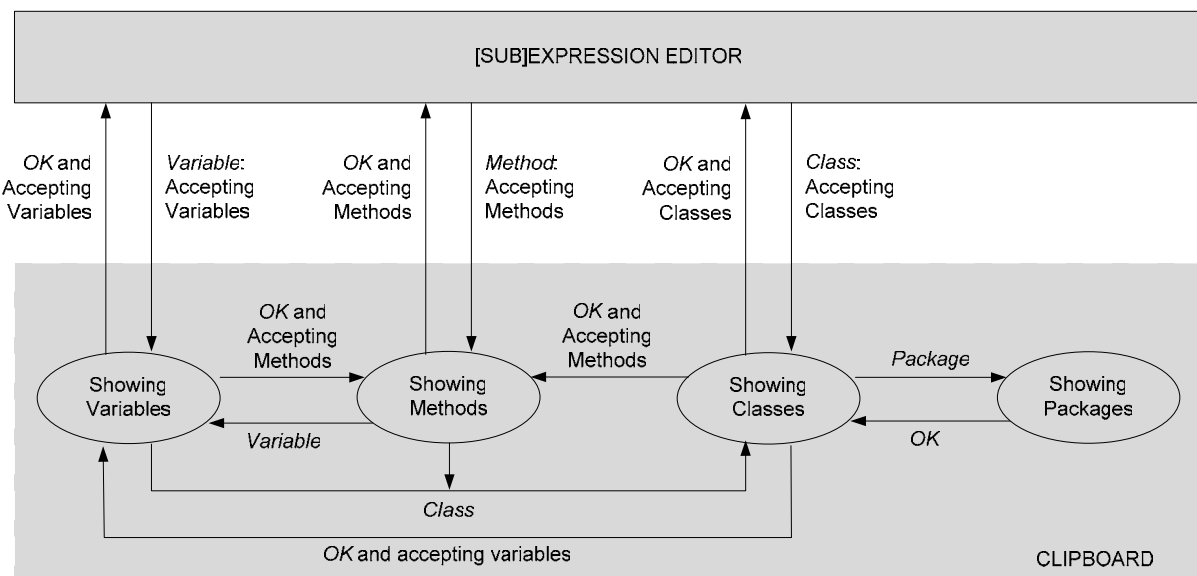 [SUB]EXPRESSION EDITOR
OK and
Accepting
Variables
Variable:
Accepting
Variables
OK and
Accepting
Methods
Method:
Accepting
Methods
OK and
Accepting
Classes
Class:
Accepting
Classes
OK and
Accepting
Methods
OK and
Accepting
Methods
Showing
Variables
Showing
Methods
Showing
Classes
Package
Showing
Packages
Variable
OK
Class
OK and accepting variables
CLIPBOARD